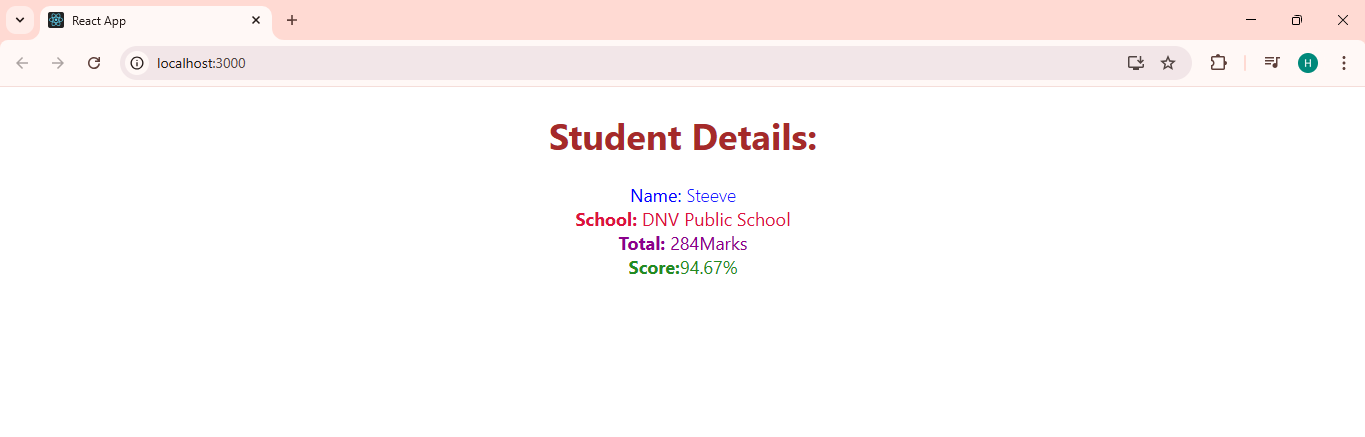 React App
localhost:3000
H
Student Details:
Name: Steeve
School: DNV Public School
Total: 284Marks
Score:94.67%